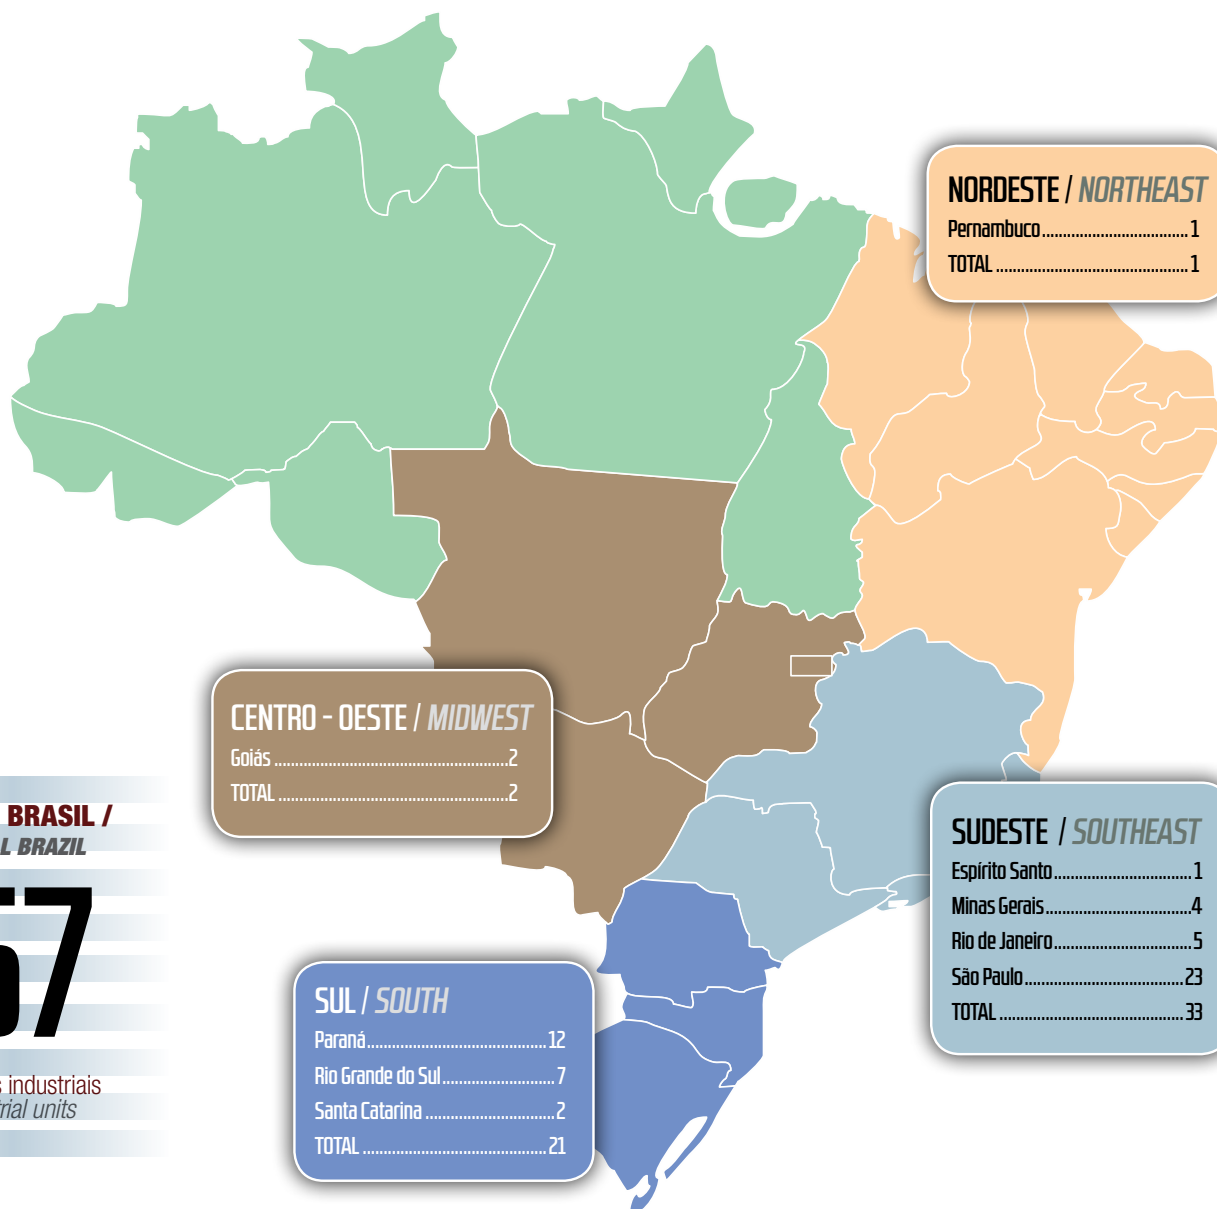 NORDESTE / NORTHEAST
Pernambuco 1
TOTAL 1
CENTRO - OESTE / MIDWEST
Goiás 2
TOTAL 2
BRASIL /
BRAZIL
57
industriais
units
SUDESTE / SOUTHEAST
Espírito Santo 1
Minas Gerais 4
Rio de Janeiro 5
São Paulo 23
TOTAL 33
SUL / SOUTH
Paraná 12
Rio Grande do Sul 7
Santa Catarina 2
TOTAL 21